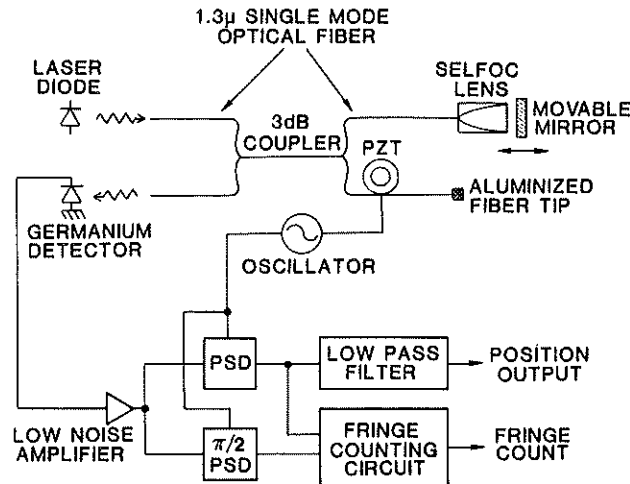 1.3μ SINGLE MODE
OPTICAL FIBER
LASER
DIODE
SELFOC
LENS
MOVABLE
MIRROR
3dB
COUPLER
PZT
ALUMINIZED
FIBER TIP
GERMANIUM
DETECTOR
OSCILLATOR
PSD
LOW PASS
FILTER
POSITION
OUTPUT
LOW NOISE
AMPLIFIER
π/2
PSD
FRINGE
COUNTING
CIRCUIT
FRINGE
COUNT